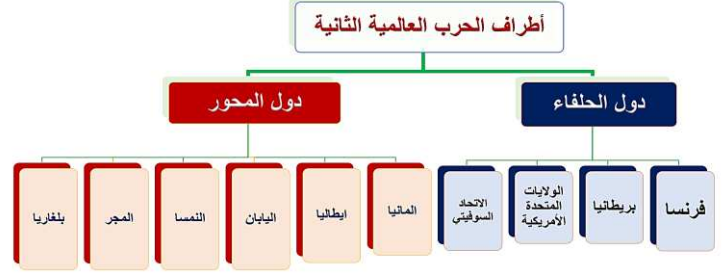 أطراف الحرب العالمية الثانية
دول الحلفاء
دول المحور
فرنسا
بريطانيا
الولايات
المتحدة
الأمريكية
الاتحاد
السوفيتي
المانيا
ايطاليا
اليابان
النمسا
المجر
بلغاريا